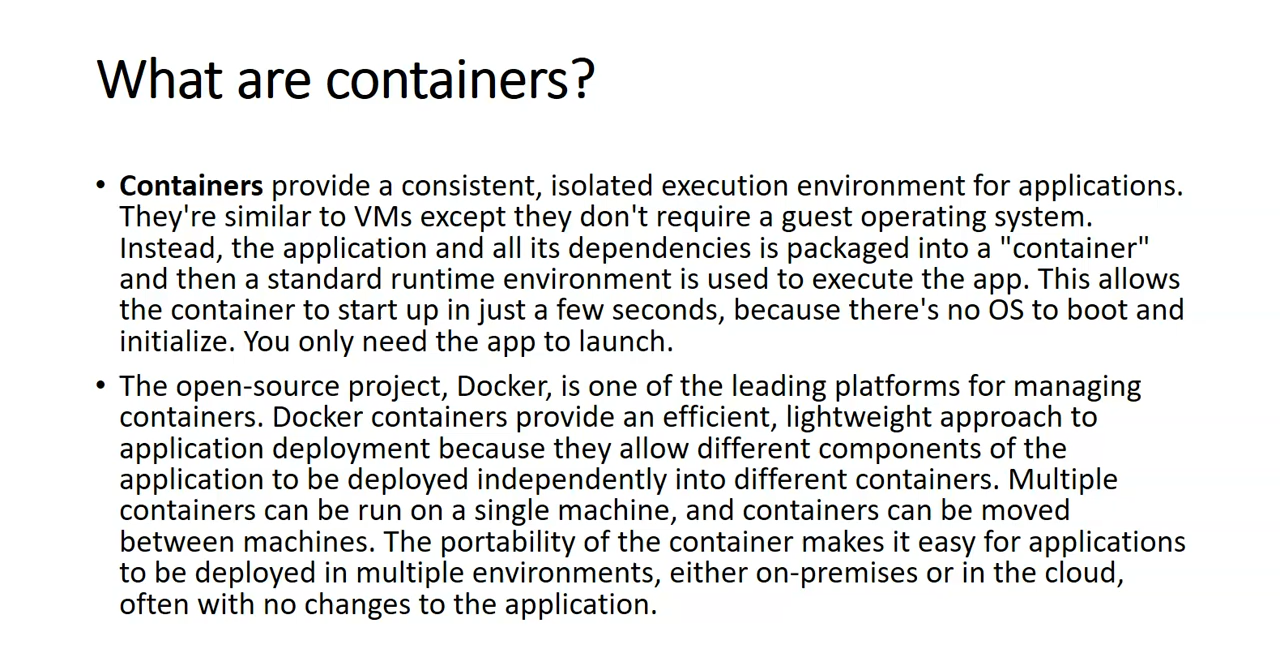 What are containers?
• Containers provide a consistent, isolated execution environment for applications.
They're similar to VMs except they don't require a guest operating system.
Instead, the application and all its dependencies is packaged into a "container"
and then a standard runtime environment is used to execute the app. This allows
the container to start up in just a few seconds, because there's no OS to boot and
initialize. You only need the app to launch.
• The open-source project, Docker, is one of the leading platforms for managing
containers. Docker containers provide an efficient, lightweight approach to
application deployment because they allow different components of the
application to be deployed independently into different containers. Multiple
containers can be run on a single machine, and containers can be moved
between machines. The portability of the container makes it easy for applications
to be deployed in multiple environments, either on-premises or in the cloud,
often with no changes to the application.